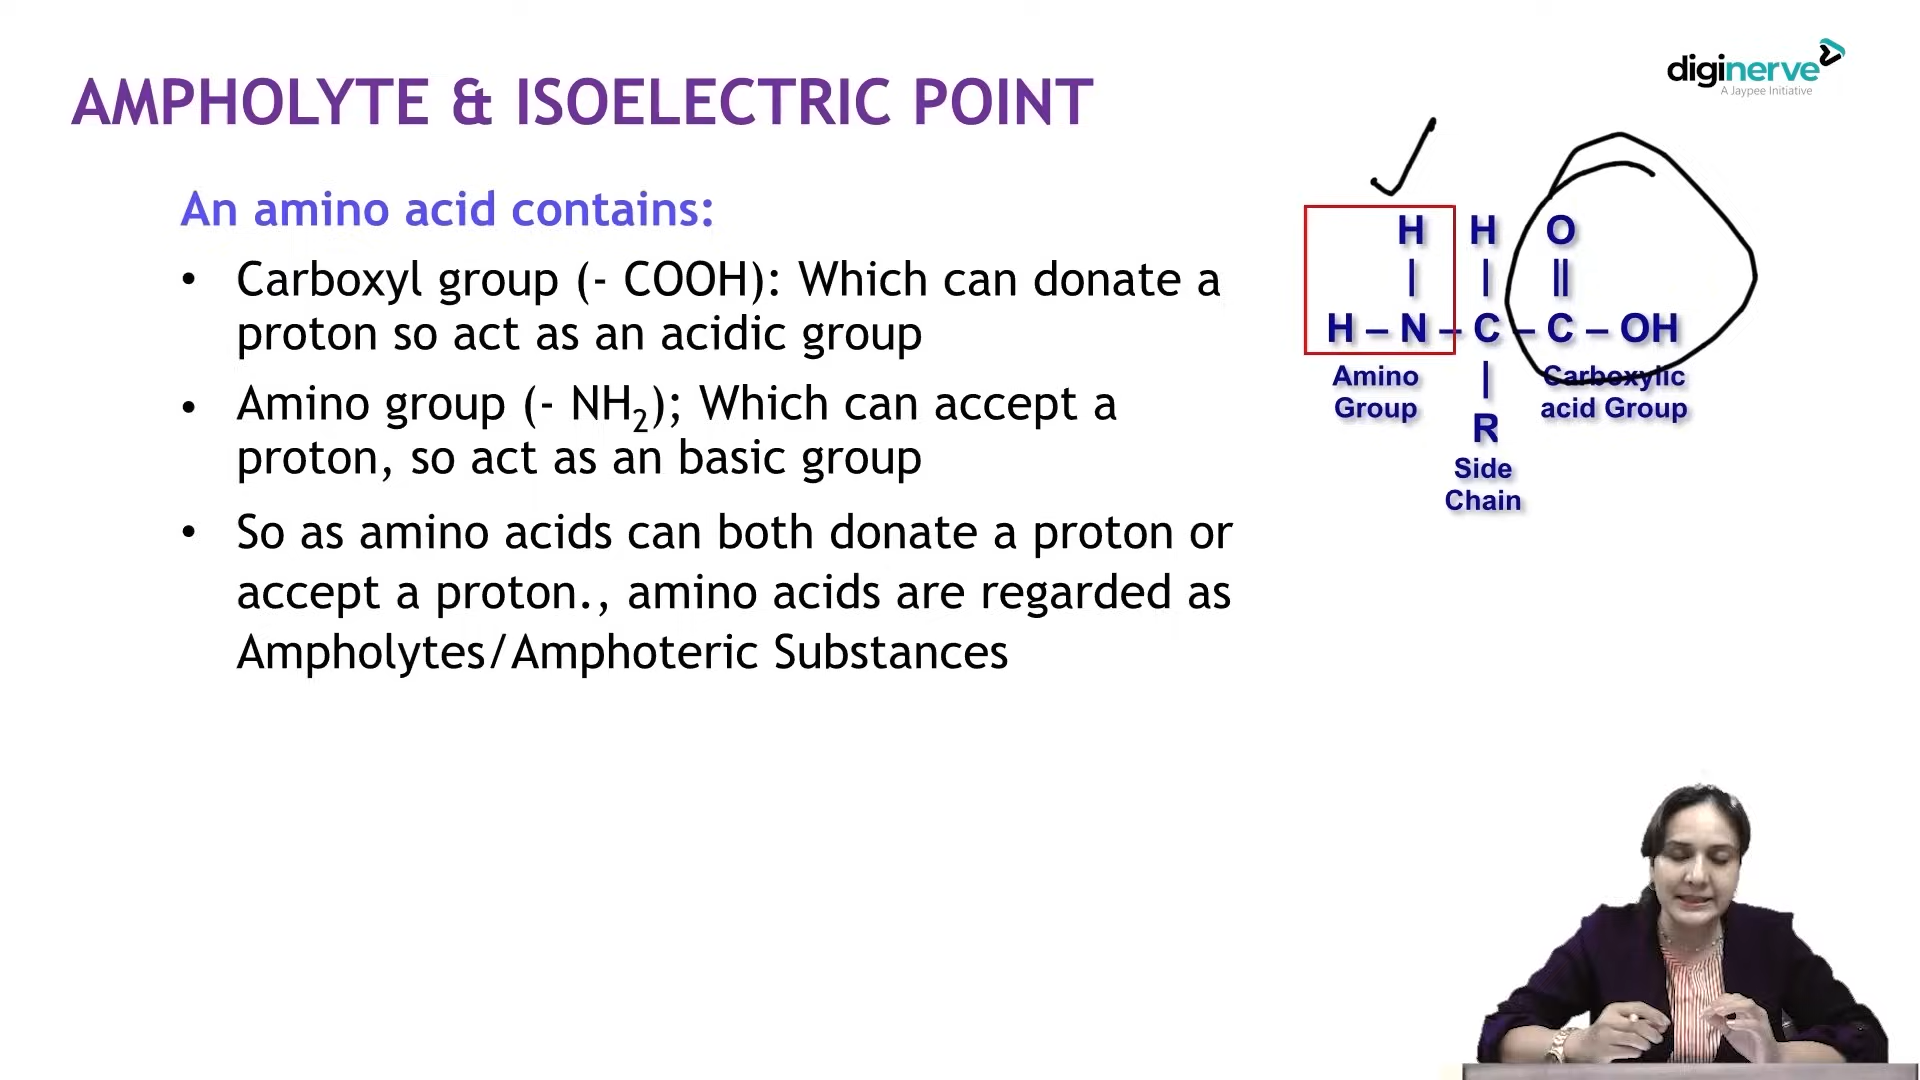 AMPHOLYTE & ISOELECTRIC POINT
diginerve
A Jaypee Initiative
An amino acid contains:
• Carboxyl group (- COOH): Which can donate a
proton so act as an acidic group
• Amino group (- NH₂); Which can accept a
proton, so act as an basic group
• So as amino acids can both donate a proton or
accept a proton., amino acids are regarded as
Ampholytes/Amphoteric Substances
H H O
| | ||
H – N – C – C – OH
Amino
Group
|
Carboxylic
acid Group
R
Side
Chain